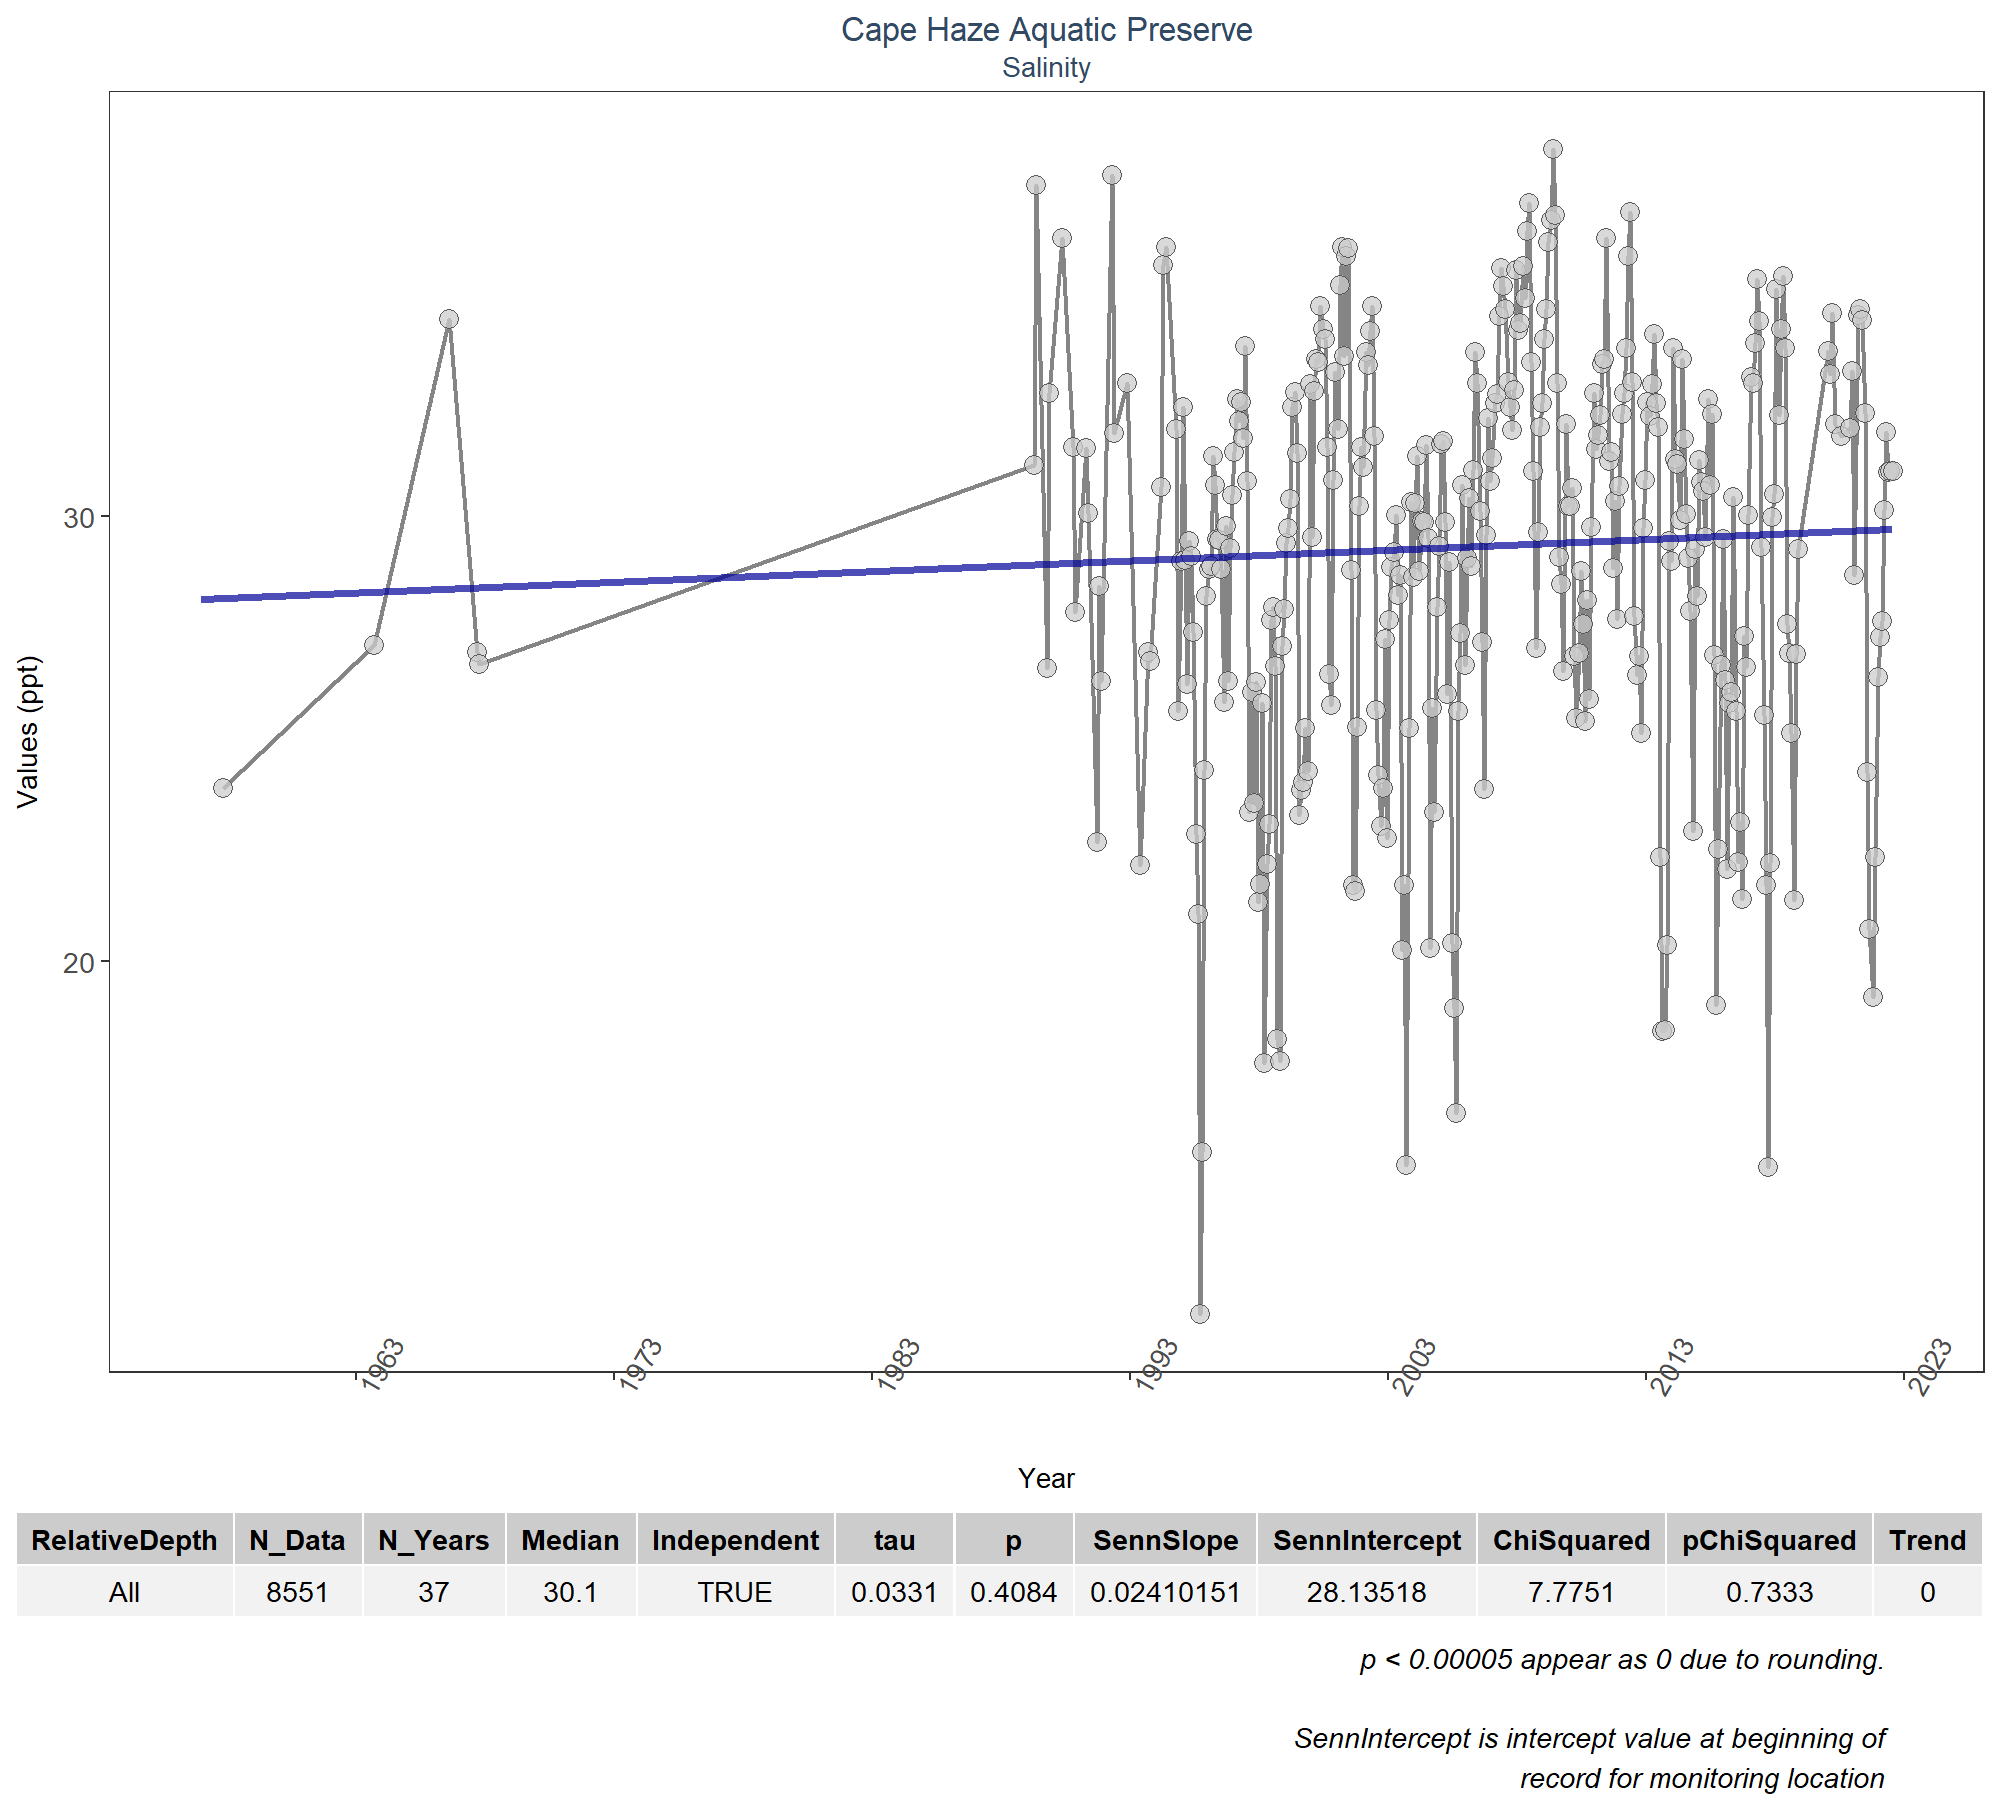 Cape Haze Aquatic Preserve
Salinity
Values (ppt)
30
20
1963
1973
1983
1993
2003
2013
2023
Year
RelativeDepth N_Data N_Years Median Independent tau p SennSlope SennIntercept ChiSquared pChiSquared Trend
All 8551 37 30.1 TRUE 0.0331 0.4084 0.02410151 28.13518 7.7751 0.7333 0
p < 0.00005 appear as 0 due to rounding.
SennIntercept is intercept value at beginning of
record for monitoring location